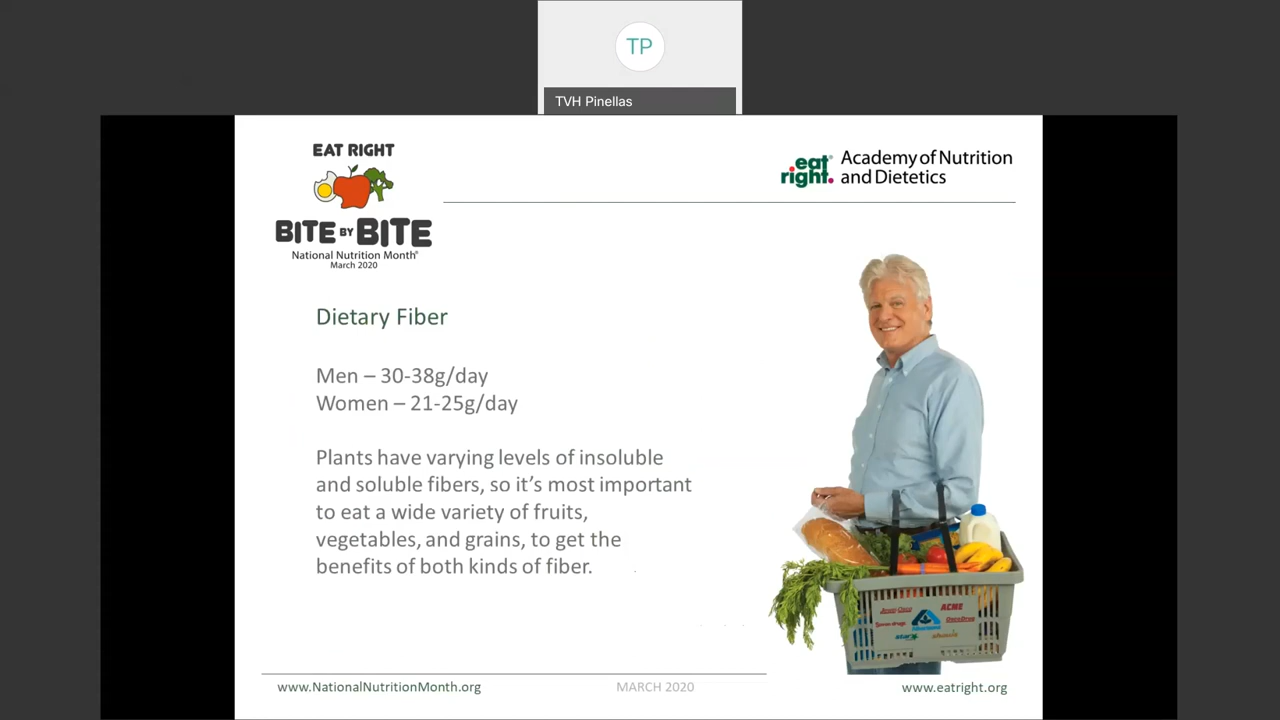 TP
TVH Pinellas
EAT RIGHT
BITE BY BITE
National Nutrition Month®
March 2020
eat right.
Academy of Nutrition
and Dietetics
Dietary Fiber
Men – 30-38g/day
Women – 21-25g/day
Plants have varying levels of insoluble
and soluble fibers, so it's most important
to eat a wide variety of fruits,
vegetables, and grains, to get the
benefits of both kinds of fiber.
ACME
www.NationalNutritionMonth.org
MARCH 2020
www.eatright.org